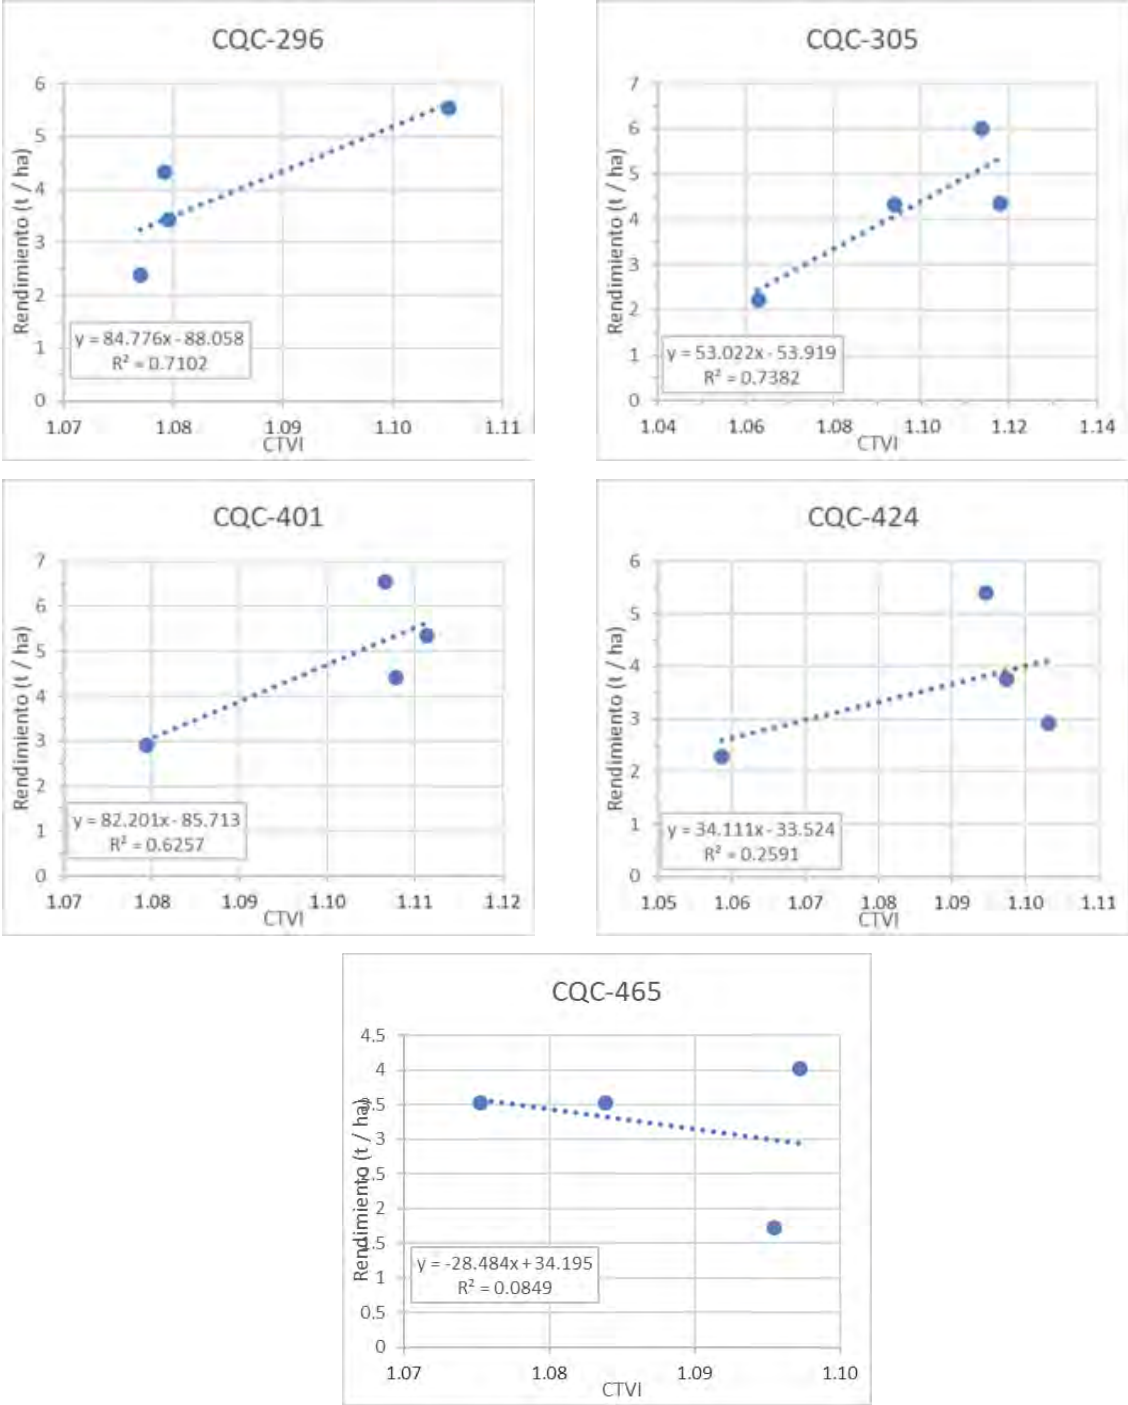 CQC-296
Rendimiento (t / ha)
6
5
4
3
2
1
0
y = 84.776x - 88.058
R² = 0.7102
1.07 1.08 1.09 1.10 1.11
CTVI
CQC-305
Rendimiento (t / ha)
7
6
5
4
3
2
1
0
y = 53.022x - 53.919
R² = 0.7382
1.04 1.06 1.08 1.10 1.12 1.14
CTVI
CQC-401
Rendimiento (t / ha)
7
6
5
4
3
2
1
0
y = 82.201x - 85.713
R² = 0.6257
1.07 1.08 1.09 1.10 1.11 1.12
CTVI
CQC-424
Rendimiento (t / ha)
6
5
4
3
2
1
0
y = 34.111x - 33.524
R² = 0.2591
1.05 1.06 1.07 1.08 1.09 1.10 1.11
CTVI
CQC-465
Rendimiento (t / ha)
4.5
4
3.5
3
2.5
2
1.5
1
0.5
0
y = -28.484x + 34.195
R² = 0.0849
1.07 1.08 1.09 1.10
CTVI